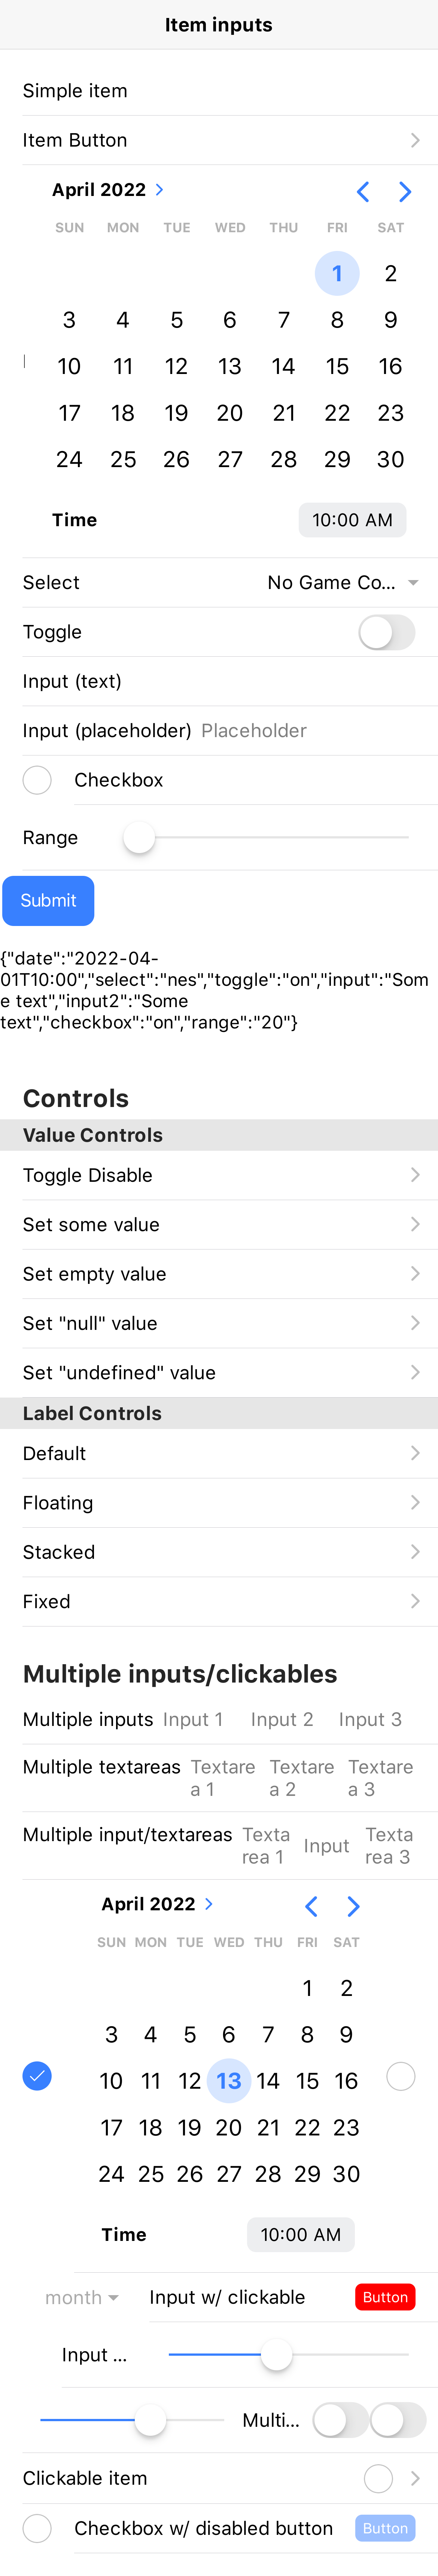 Item inputs
Simple item
Item Button
April 2022
SUN MON TUE WED THU FRI SAT
1 2
3 4 5 6 7 8 9
10 11 12 13 14 15 16
17 18 19 20 21 22 23
24 25 26 27 28 29 30
Time 10:00 AM
Select No Game Co...
Toggle
Input (text)
Input (placeholder) Placeholder
Checkbox
Range
Submit
{"date":"2022-04-
01T10:00","select":"nes","toggle":"on","input":"Som
e text","input2":"Some
text","checkbox":"on","range":"20"}
Controls
Value Controls
Toggle Disable
Set some value
Set empty value
Set "null" value
Set "undefined" value
Label Controls
Default
Floating
Stacked
Fixed
Multiple inputs/clickables
Multiple inputs Input 1 Input 2 Input 3
Multiple textareas Textare Textare Textare
a 1 a 2 a 3
Multiple input/textareas Texta Input Texta
rea 1 rea 3
April 2022
SUN MON TUE WED THU FRI SAT
1 2
3 4 5 6 7 8 9
10 11 12 13 14 15 16
17 18 19 20 21 22 23
24 25 26 27 28 29 30
Time 10:00 AM
month Input w/ clickable Button
Input ...
Multi...
Clickable item
Checkbox w/ disabled button Button